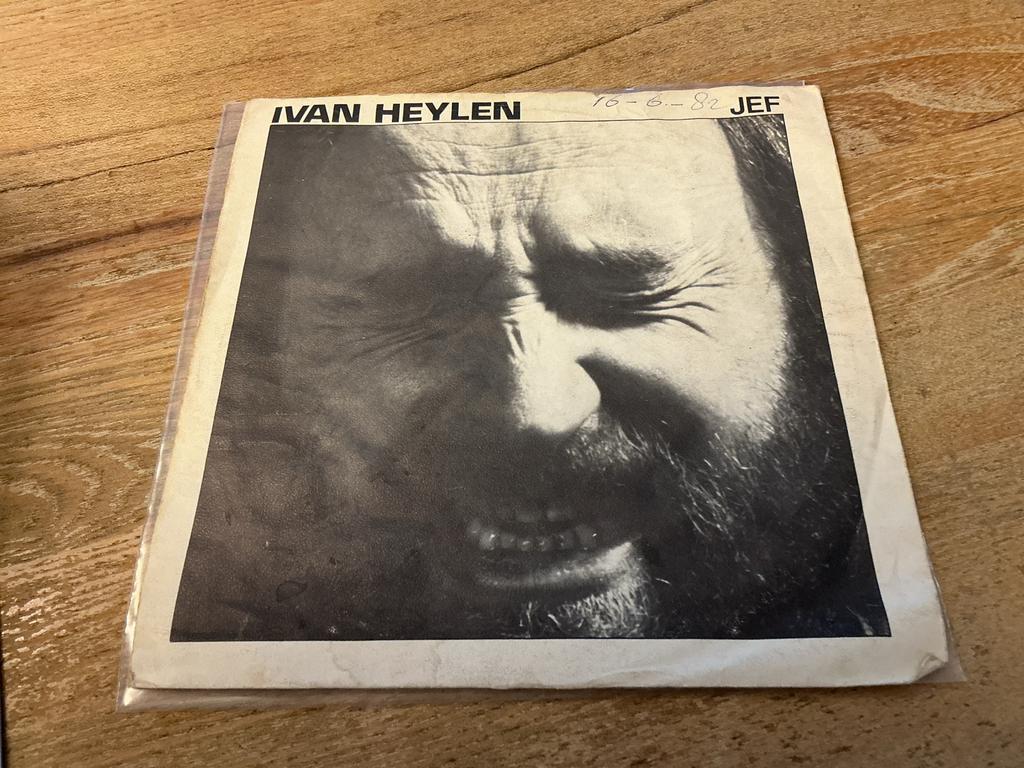 IVAN HEYLEN 16-6-82 JEF